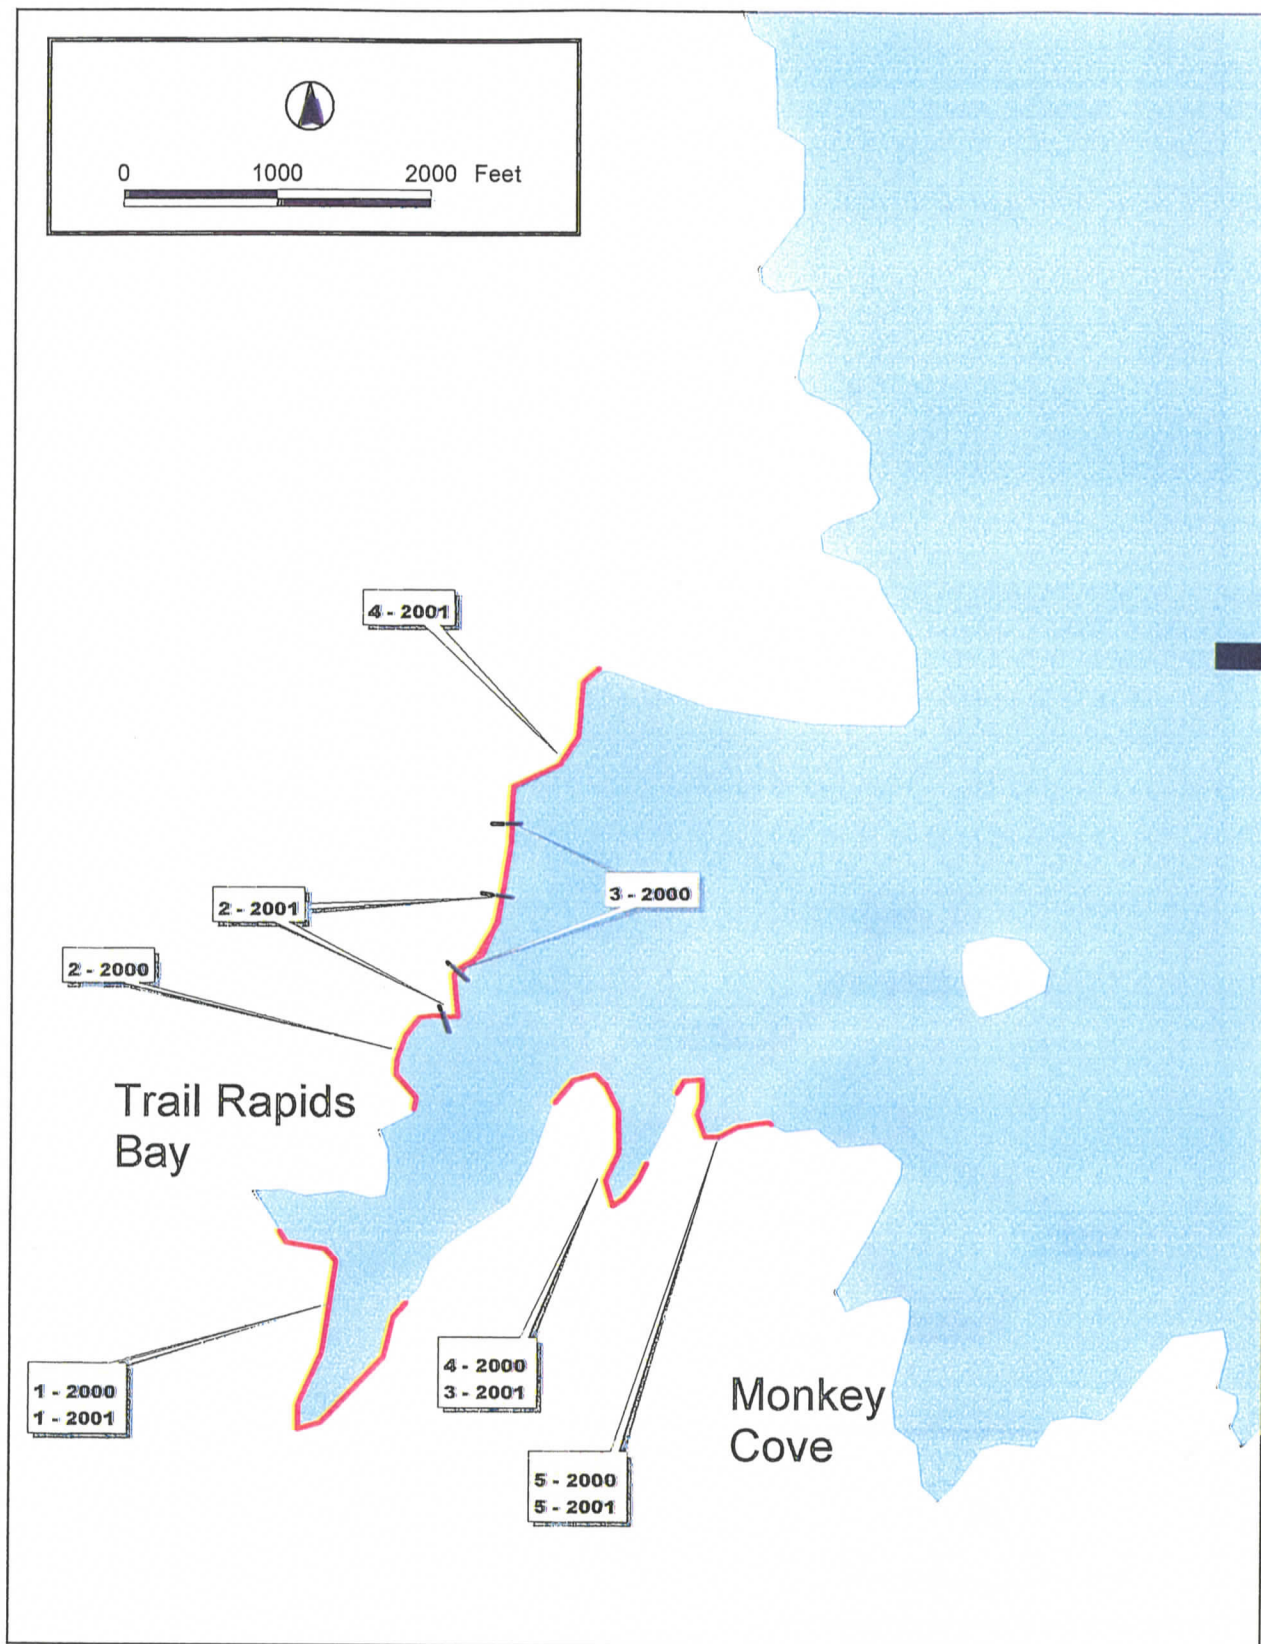 0 1000 2000 Feet
4 - 2001
2 - 2001
3 - 2000
2 - 2000
Trail Rapids
Bay
1 - 2000
1 - 2001
4 - 2000
3 - 2001
Monkey
Cove
5 - 2000
5 - 2001